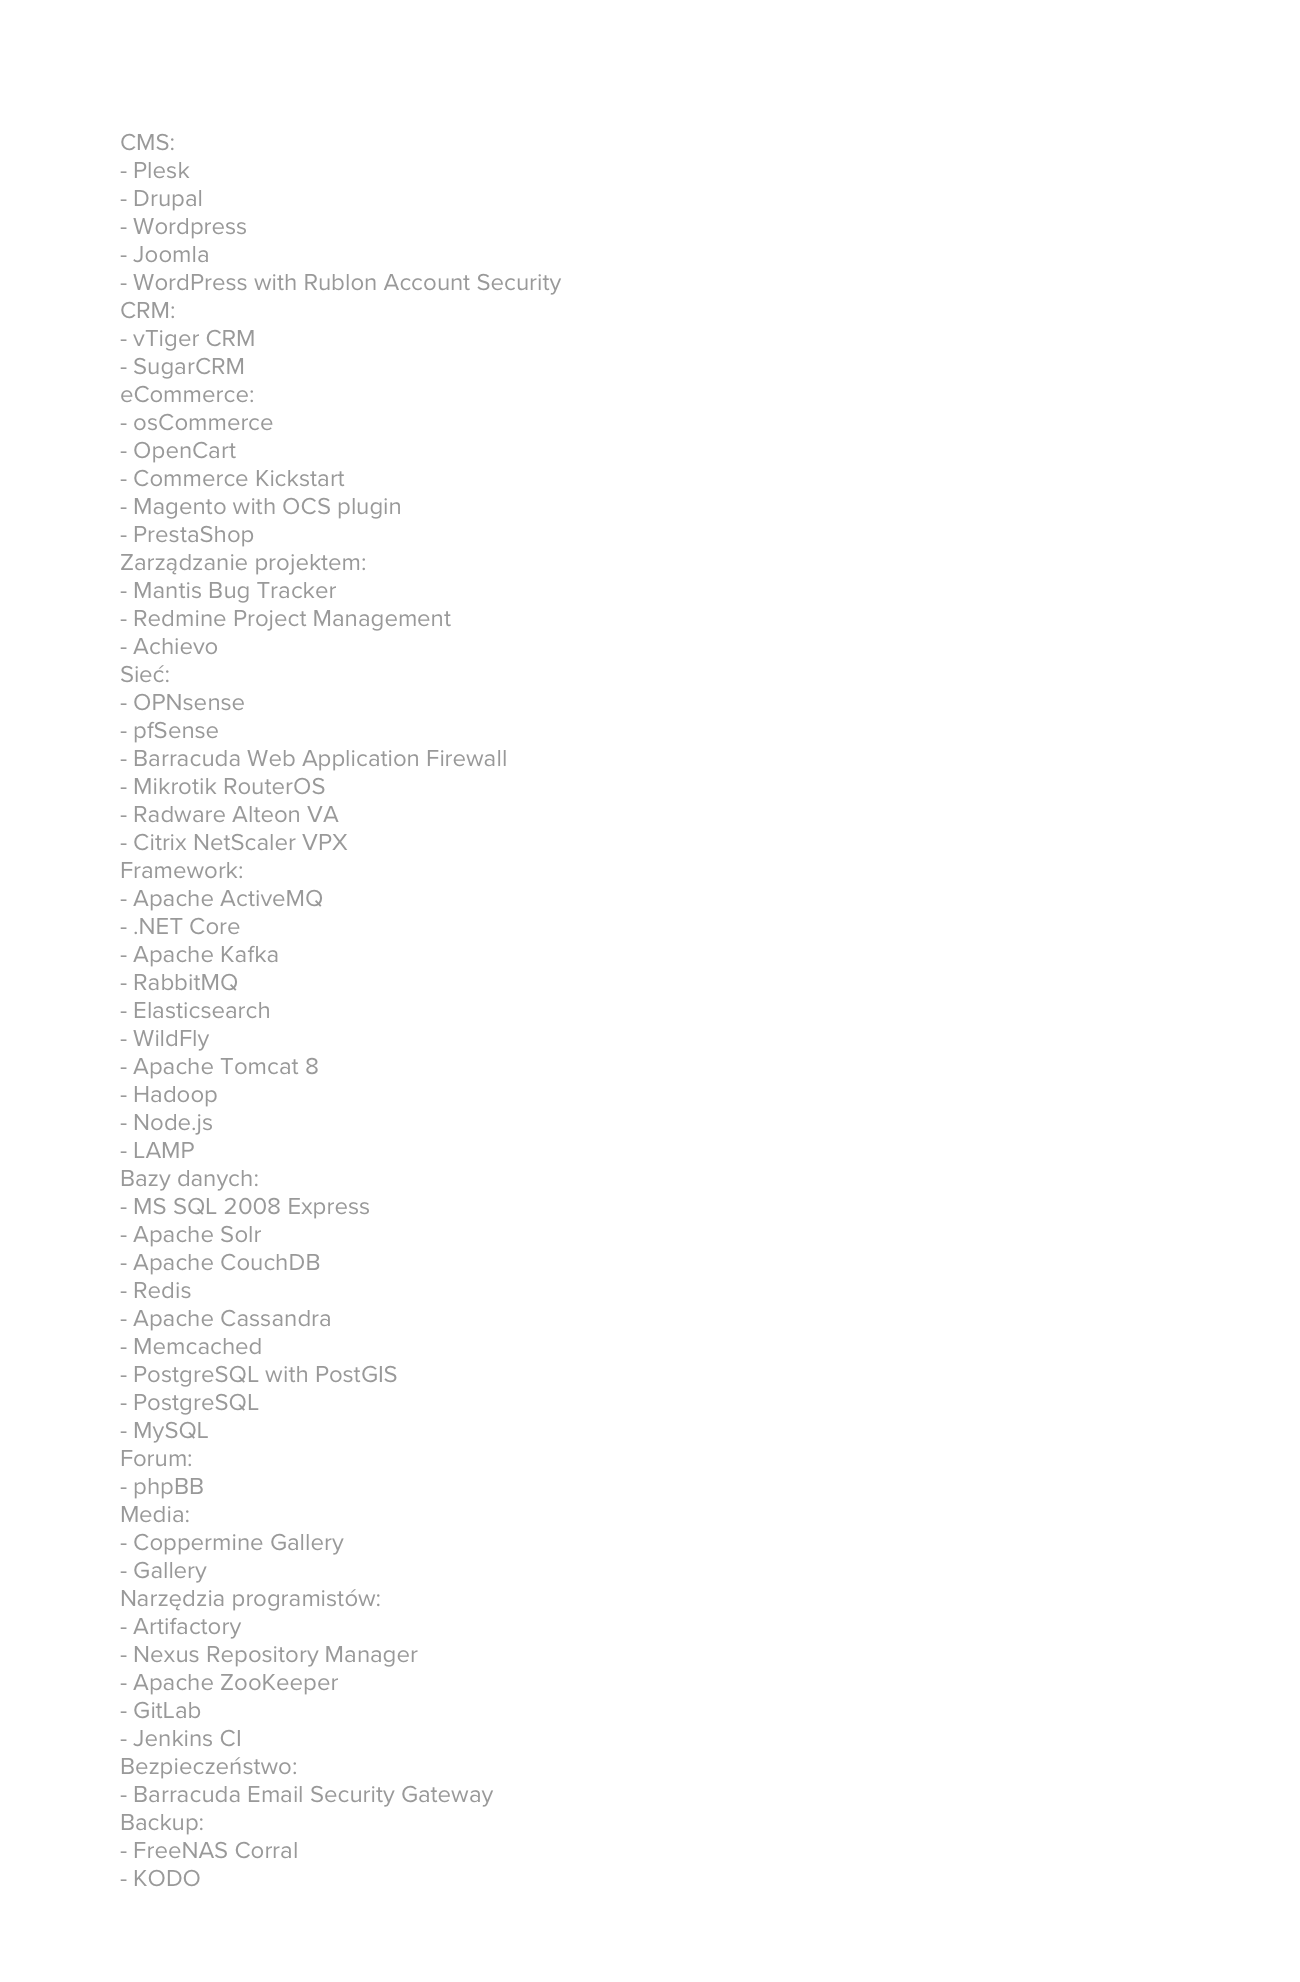 CMS:
- Plesk
- Drupal
- Wordpress
- Joomla
- WordPress with Rublon Account Security
CRM:
- vTiger CRM
- SugarCRM
eCommerce:
- osCommerce
- OpenCart
- Commerce Kickstart
- Magento with OCS plugin
- PrestaShop
Zarządzanie projektem:
- Mantis Bug Tracker
- Redmine Project Management
- Achievo
Sieć:
- OPNsense
- pfSense
- Barracuda Web Application Firewall
- Mikrotik RouterOS
- Radware Alteon VA
- Citrix NetScaler VPX
Framework:
- Apache ActiveMQ
- .NET Core
- Apache Kafka
- RabbitMQ
- Elasticsearch
- WildFly
- Apache Tomcat 8
- Hadoop
- Node.js
- LAMP
Bazy danych:
- MS SQL 2008 Express
- Apache Solr
- Apache CouchDB
- Redis
- Apache Cassandra
- Memcached
- PostgreSQL with PostGIS
- PostgreSQL
- MySQL
Forum:
- phpBB
Media:
- Coppermine Gallery
- Gallery
Narzędzia programistów:
- Artifactory
- Nexus Repository Manager
- Apache ZooKeeper
- GitLab
- Jenkins CI
Bezpieczeństwo:
- Barracuda Email Security Gateway
Backup:
- FreeNAS Corral
- KODO